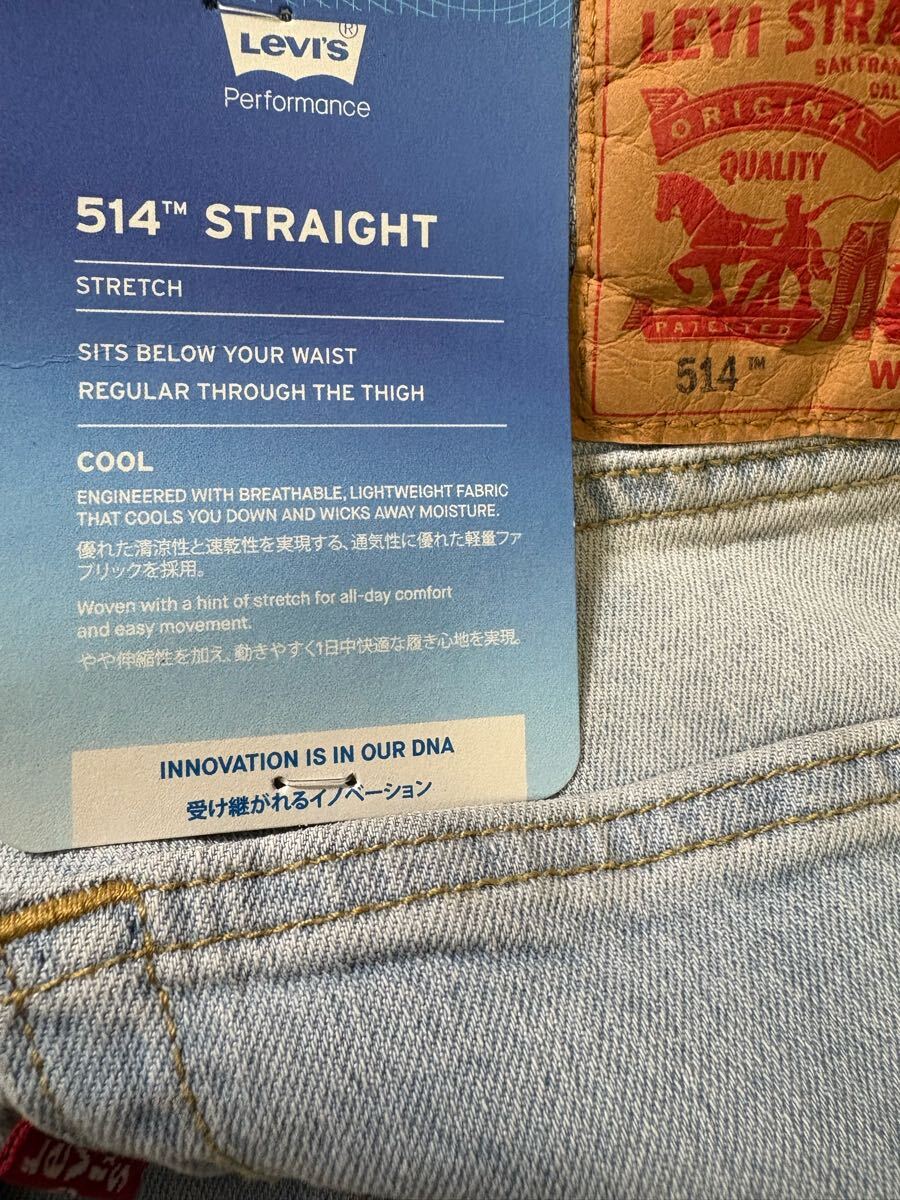 Levi's®
Performance
514™ STRAIGHT
STRETCH
SITS BELOW YOUR WAIST
REGULAR THROUGH THE THIGH
COOL
ENGINEERED WITH BREATHABLE, LIGHTWEIGHT FABRIC
THAT COOLS YOU DOWN AND WICKS AWAY MOISTURE.
優れた清涼性と速乾性を実現する、通気性に優れた軽量ファ
ブリックを採用。
Woven with a hint of stretch for all-day comfort
and easy movement.
やや伸縮性を加え、動きやすく1日中快適な履き心地を実現。
INNOVATION IS IN OUR DNA
受け継がれるイノベーション
LEVI STRA
SAN FRAN
CAL
ORIGINAL
QUALITY
PATENTED
514™
W